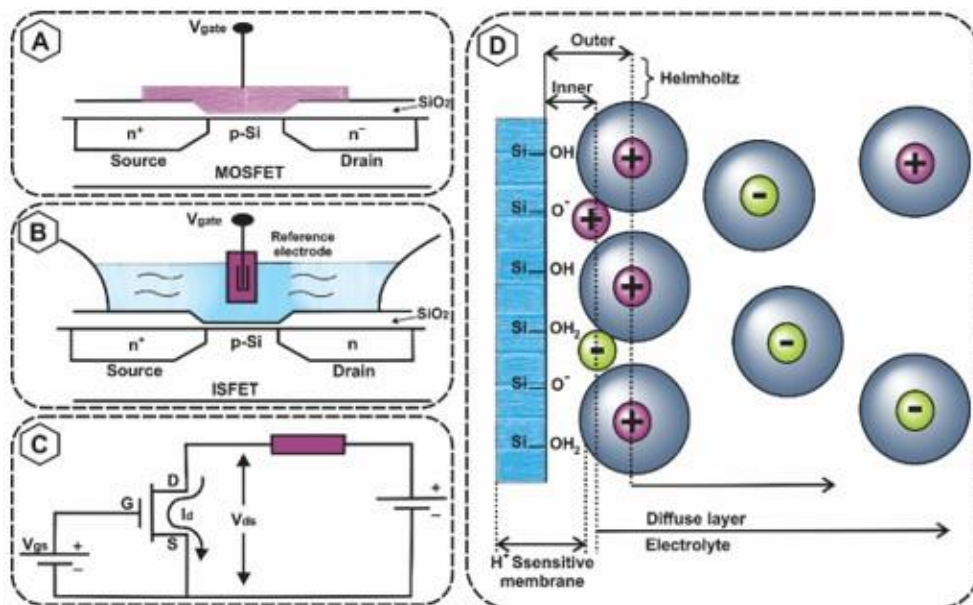 A
Vgate
SiO₂
n⁺
p-Si
n⁻
Source
Drain
MOSFET
B
Vgate
Reference
electrode
SiO₂
n⁺
p-Si
n
Source
Drain
ISFET
C
D
G
Id
S
Vds
Vgs
+
−
+
−
D
Outer
Helmholtz
Inner
Si
OH
Si
O⁻
Si
OH
Si
OH₂
Si
O⁻
Si
OH₂
+
+
+
−
+
−
+
−
−
Diffuse layer
Electrolyte
H⁺ Ssensitive
membrane